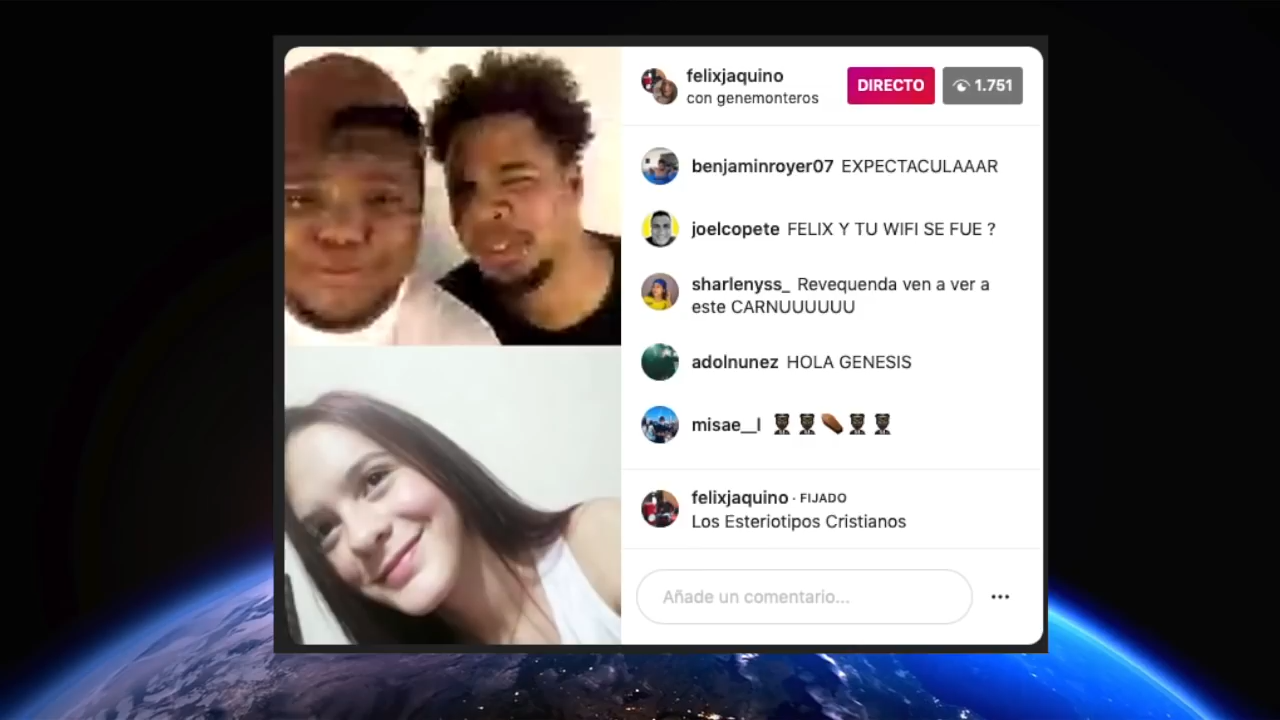 felixjaquino
con genemonteros
DIRECTO
1.751
benjaminroyer07 EXPECTACULAAAR
joelcopete FELIX Y TU WIFI SE FUE ?
sharlenyss_ Revequenda ven a ver a
este CARNUUUUUU
adolnunez HOLA GENESIS
misae__l
felixjaquino · FIJADO
Los Esteriotipos Cristianos
Añade un comentario...